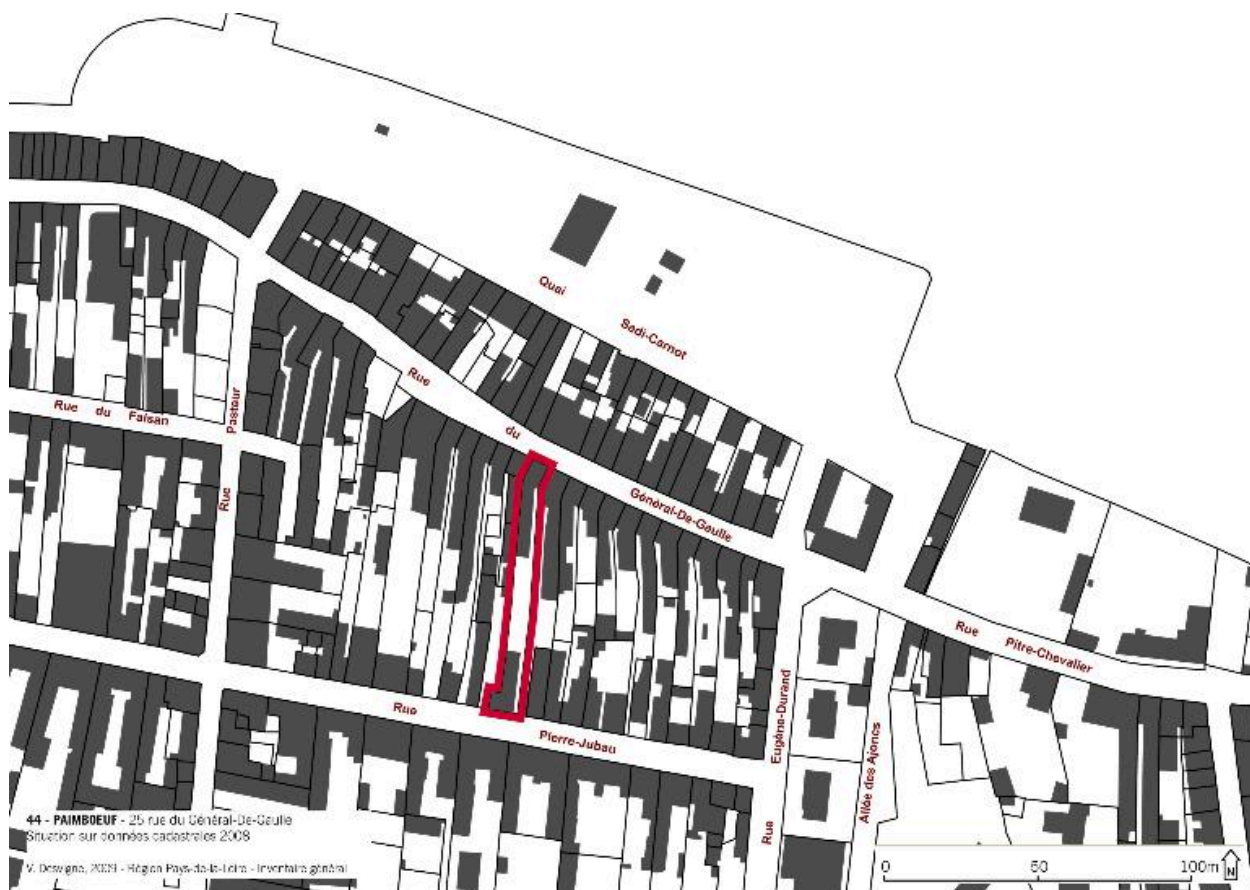 Quai
Sadi-Carnot
Rue du Faisan
Rue Pasteur
Rue du Général-De-Gaulle
Rue Pitre-Chevalier
Rue Pierre-Jubau
Rue Eugène-Durand
Allée des Ajoncs
44 - PAIMBOEUF - 25 rue du Général-De-Gaulle
Situation sur données cadastrales 2008
V. Desvigne, 2009 - Région Pays-de-la-Loire - Inventaire général
0 50 100m
N